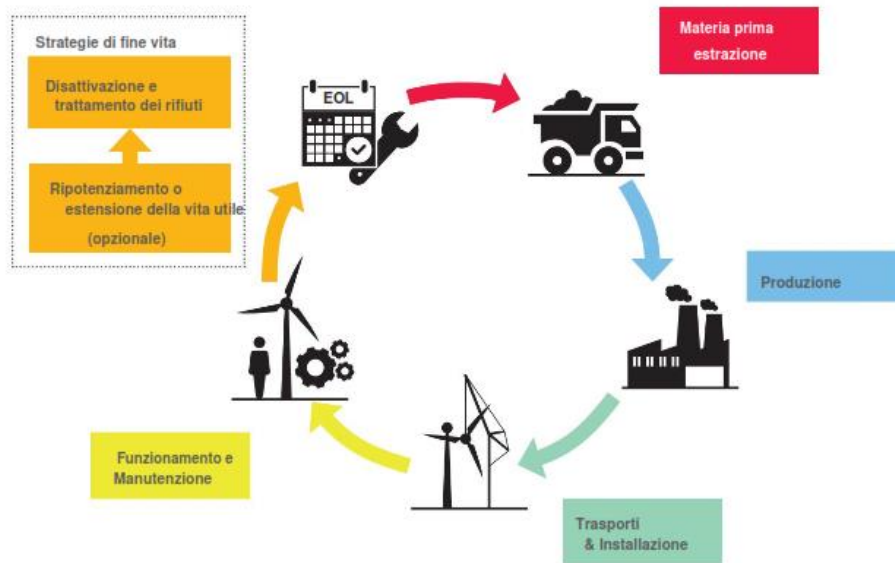 Strategie di fine vita
Disattivazione e
trattamento dei rifiuti
Ripotenziamento o
estensione della vita utile
(opzionale)
EOL
Materia prima
estrazione
Produzione
Trasporti
& Installazione
Funzionamento e
Manutenzione